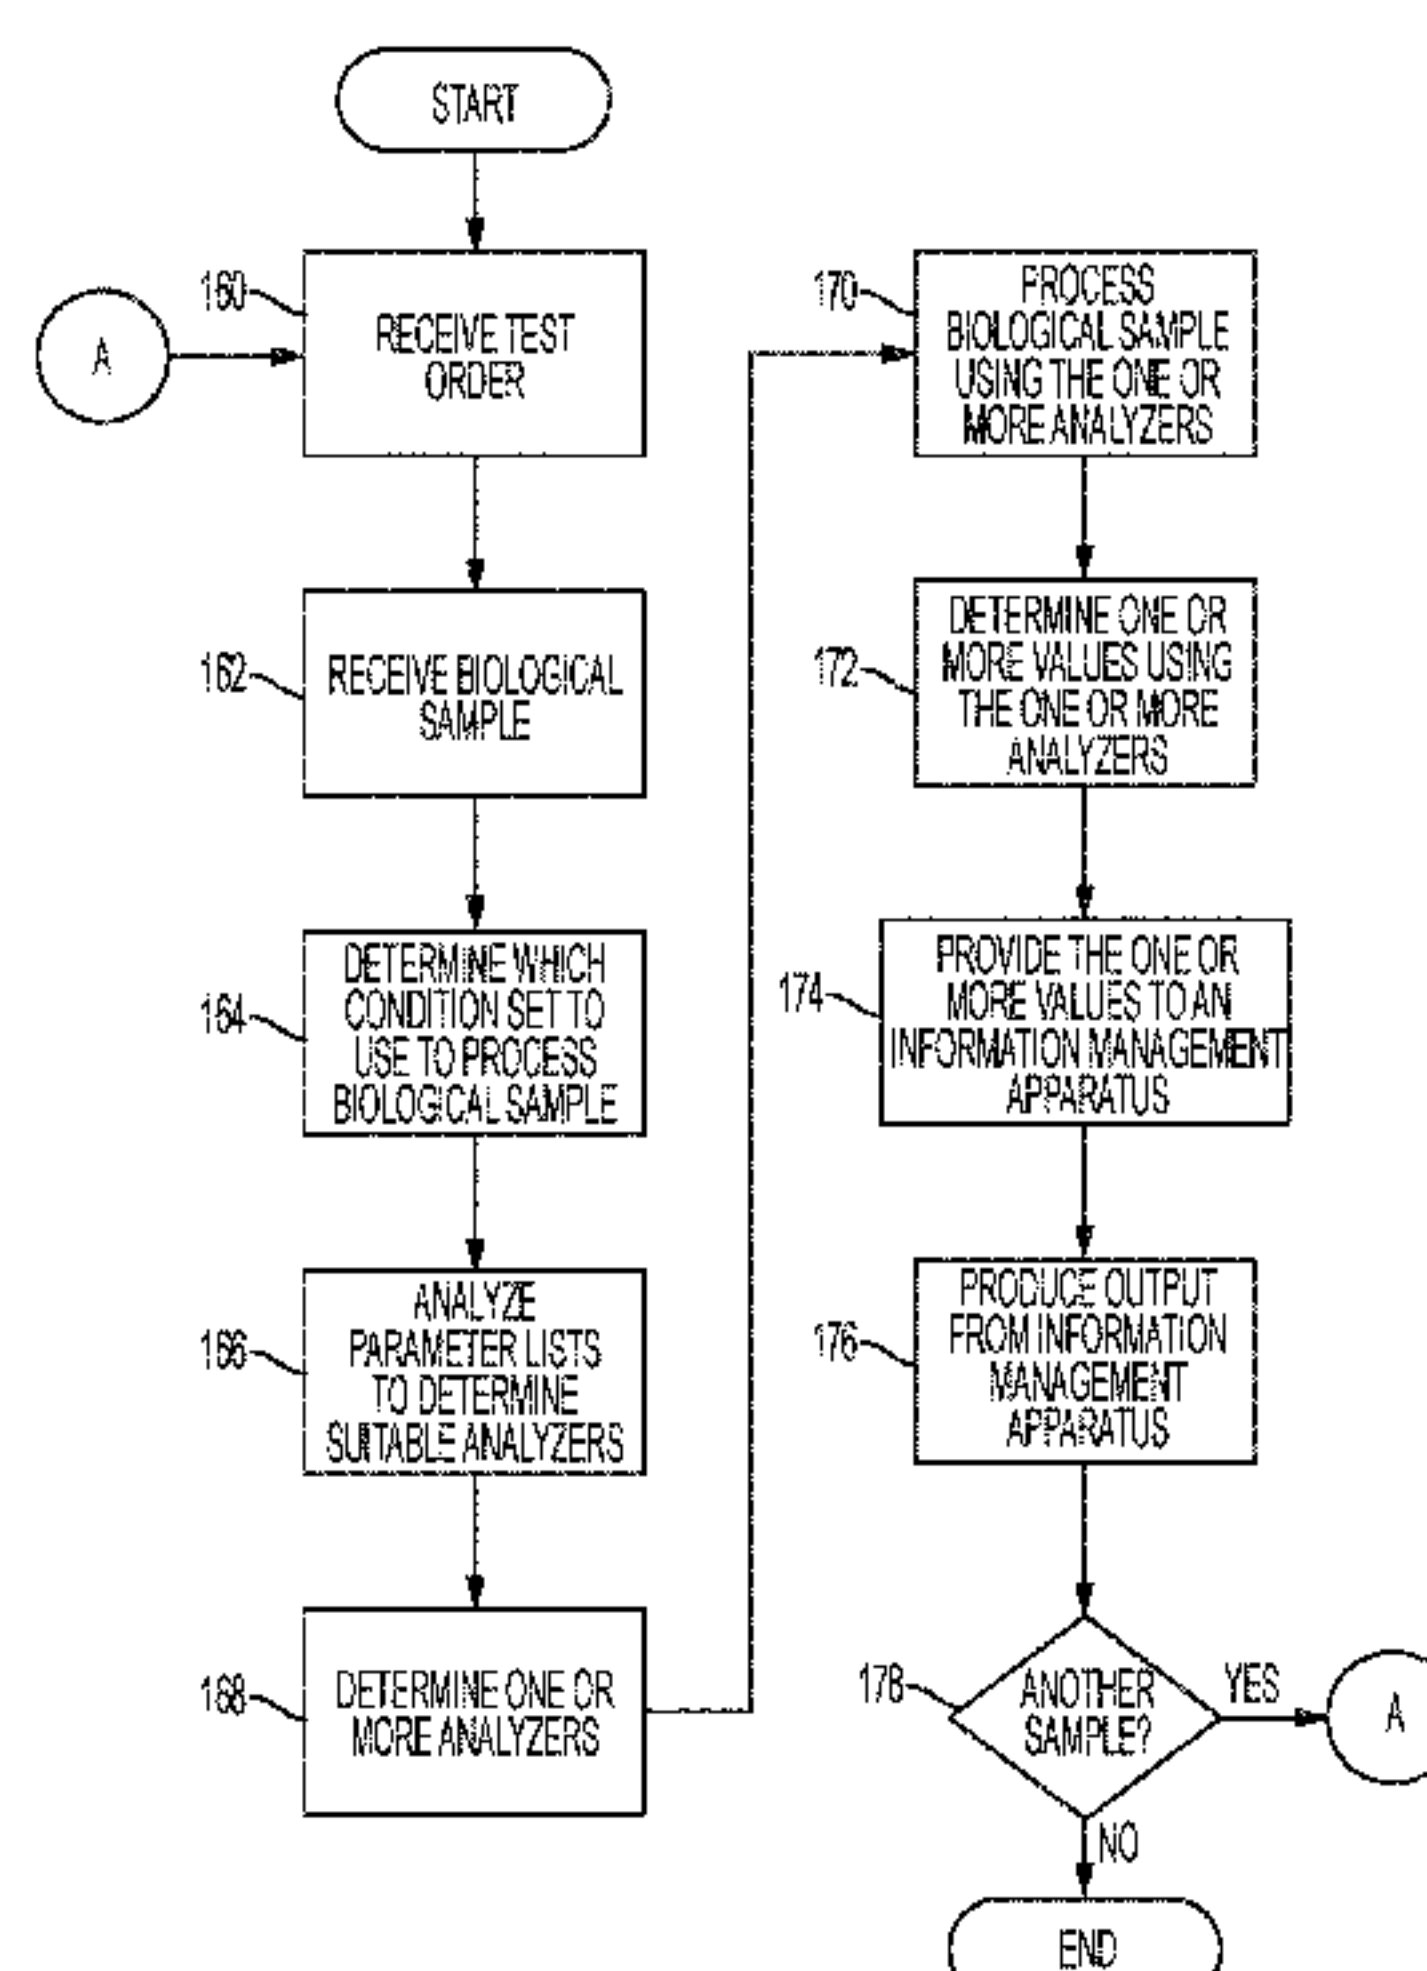 START
A
160
RECEIVE TEST
ORDER
162
RECEIVE BIOLOGICAL
SAMPLE
164
DETERMINE WHICH
CONDITION SET TO
USE TO PROCESS
BIOLOGICAL SAMPLE
166
ANALYZE
PARAMETER LISTS
TO DETERMINE
SUITABLE ANALYZERS
168
DETERMINE ONE OR
MORE ANALYZERS
170
PROCESS
BIOLOGICAL SAMPLE
USING THE ONE OR
MORE ANALYZERS
172
DETERMINE ONE OR
MORE VALUES USING
THE ONE OR MORE
ANALYZERS
174
PROVIDE THE ONE OR
MORE VALUES TO AN
INFORMATION MANAGEMENT
APPARATUS
176
PRODUCE OUTPUT
FROM INFORMATION
MANAGEMENT
APPARATUS
178
ANOTHER
SAMPLE?
YES
A
NO
END